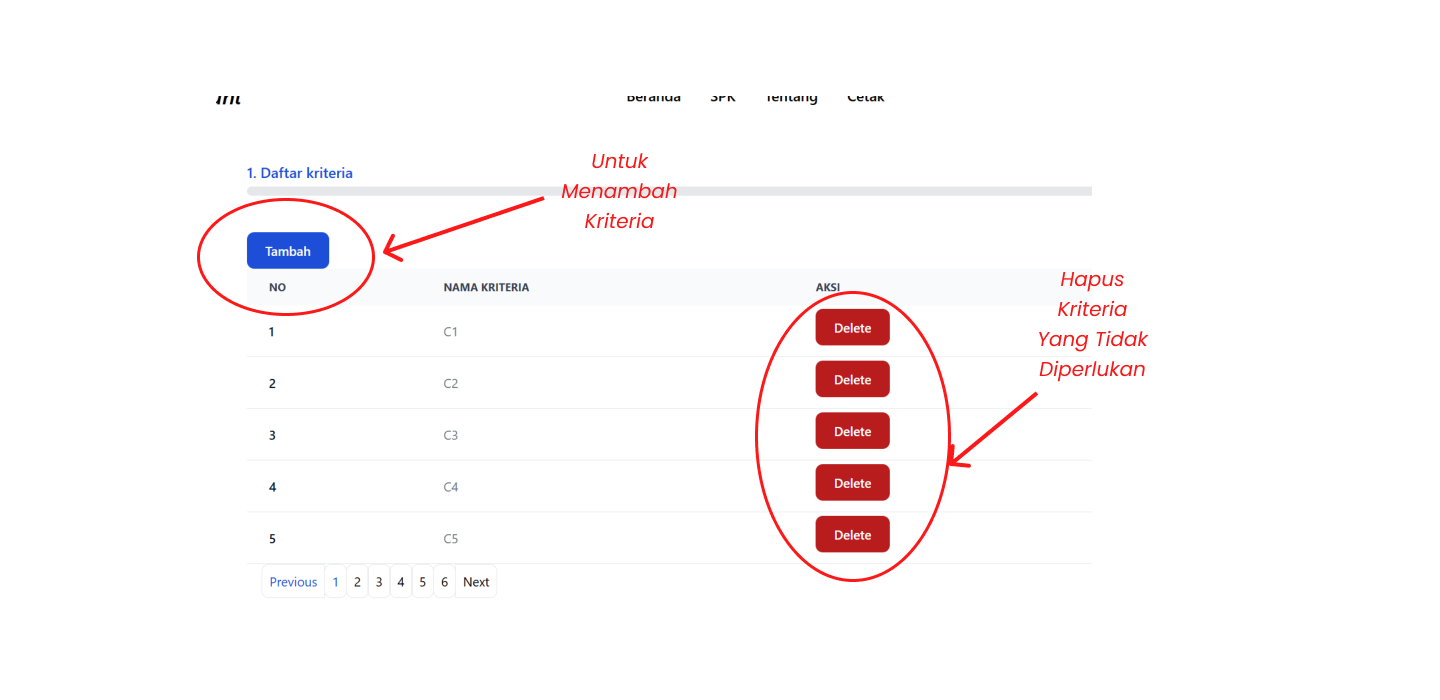 Beranda SPK Tentang Cetak
Untuk
Menambah
Kriteria
1. Daftar kriteria
Tambah
Hapus
Kriteria
Yang Tidak
Diperlukan
NO NAMA KRITERIA AKSI
1 C1 Delete
2 C2 Delete
3 C3 Delete
4 C4 Delete
5 C5 Delete
Previous 1 2 3 4 5 6 Next